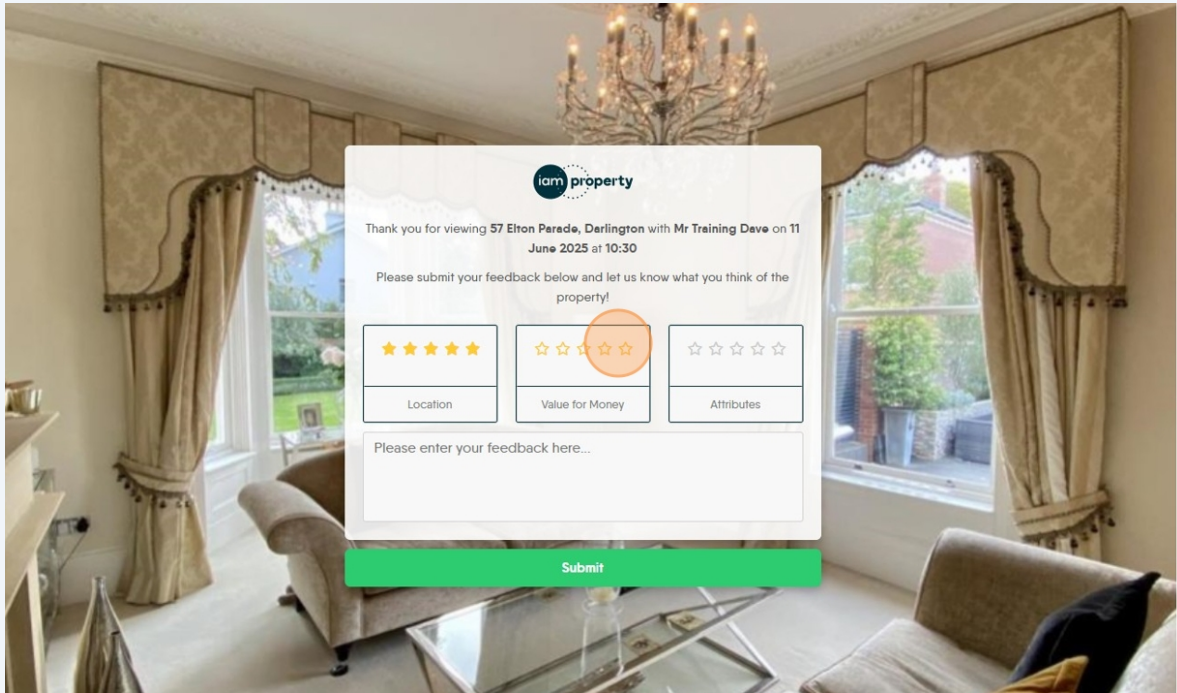 iam property
Thank you for viewing 57 Elton Parade, Darlington with Mr Training Dave on 11
June 2025 at 10:30
Please submit your feedback below and let us know what you think of the
property!
Location
Value for Money
Attributes
Please enter your feedback here...
Submit